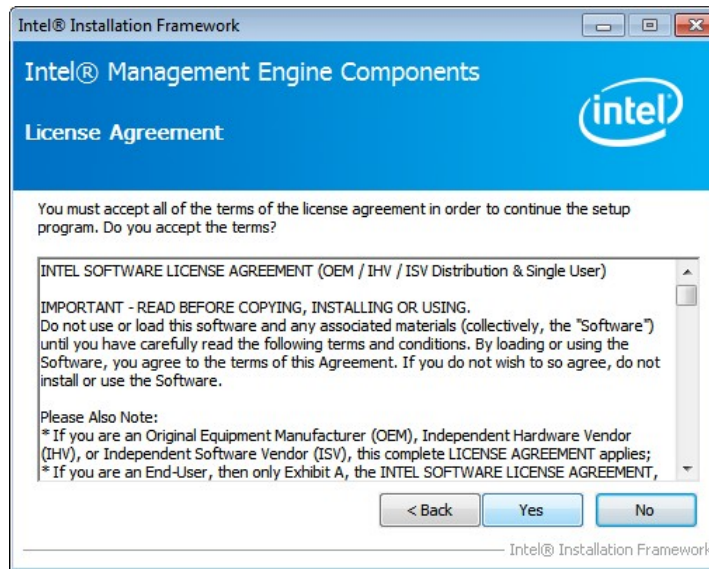 Intel® Installation Framework
Intel® Management Engine Components
License Agreement
intel
You must accept all of the terms of the license agreement in order to continue the setup
program. Do you accept the terms?
INTEL SOFTWARE LICENSE AGREEMENT (OEM / IHV / ISV Distribution & Single User)
IMPORTANT - READ BEFORE COPYING, INSTALLING OR USING.
Do not use or load this software and any associated materials (collectively, the "Software")
until you have carefully read the following terms and conditions. By loading or using the
Software, you agree to the terms of this Agreement. If you do not wish to so agree, do not
install or use the Software.
Please Also Note:
* If you are an Original Equipment Manufacturer (OEM), Independent Hardware Vendor
(IHV), or Independent Software Vendor (ISV), this complete LICENSE AGREEMENT applies;
* If you are an End-User, then only Exhibit A, the INTEL SOFTWARE LICENSE AGREEMENT,
< Back Yes No
Intel® Installation Framework